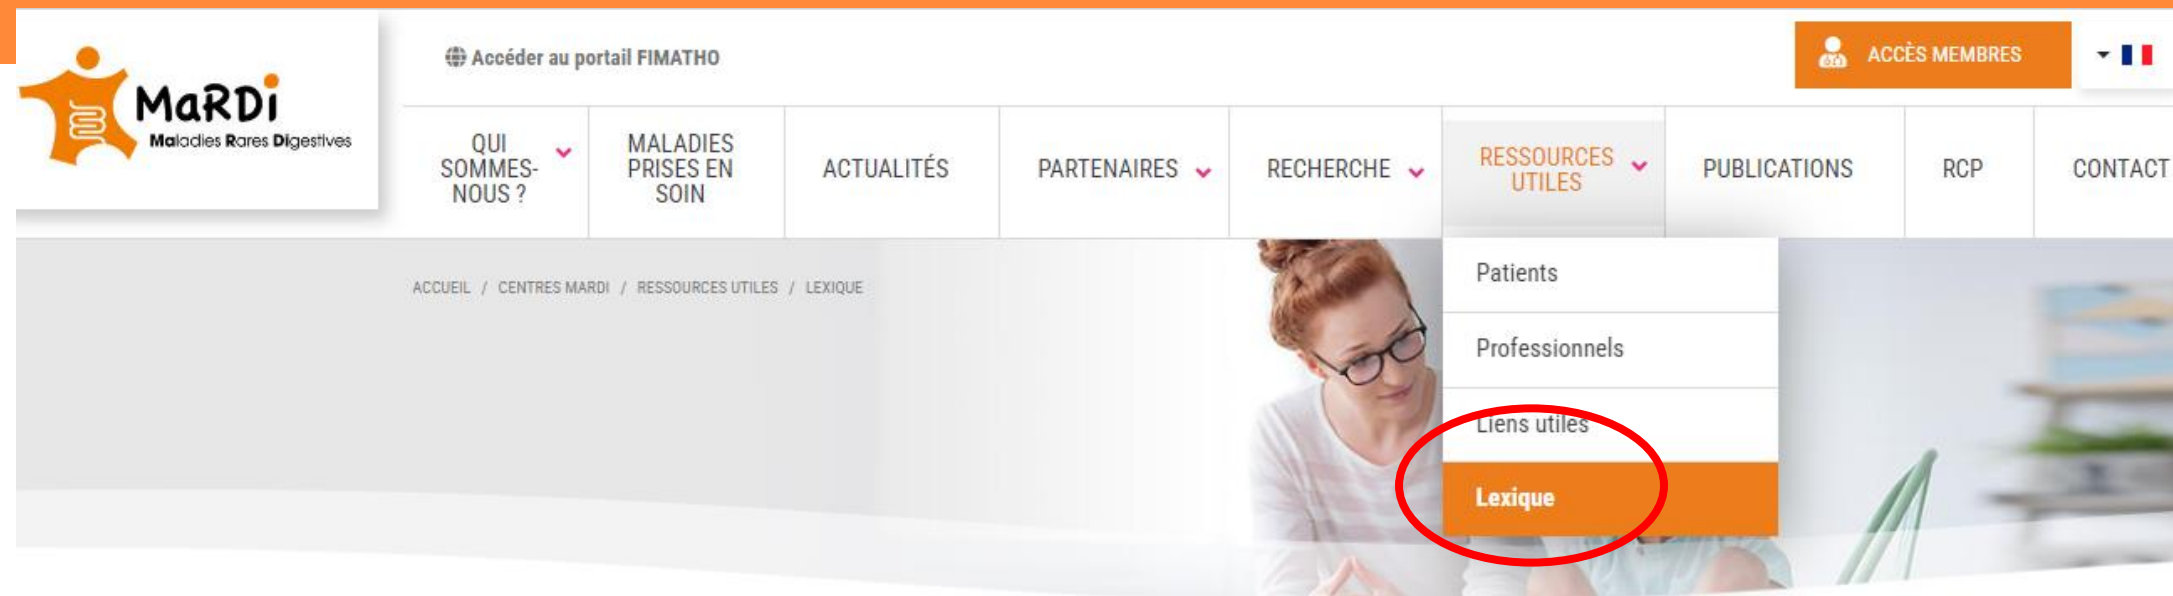 MaRDi
Maladies Rares Digestives
Accéder au portail FIMATHO
ACCÈS MEMBRES
QUI
SOMMES-
NOUS ?
MALADIES
PRISES EN
SOIN
ACTUALITÉS
PARTENAIRES
RECHERCHE
RESSOURCES
UTILES
PUBLICATIONS
RCP
CONTACT
ACCUEIL / CENTRES MARDI / RESSOURCES UTILES / LEXIQUE
Patients
Professionnels
Liens utiles
Lexique